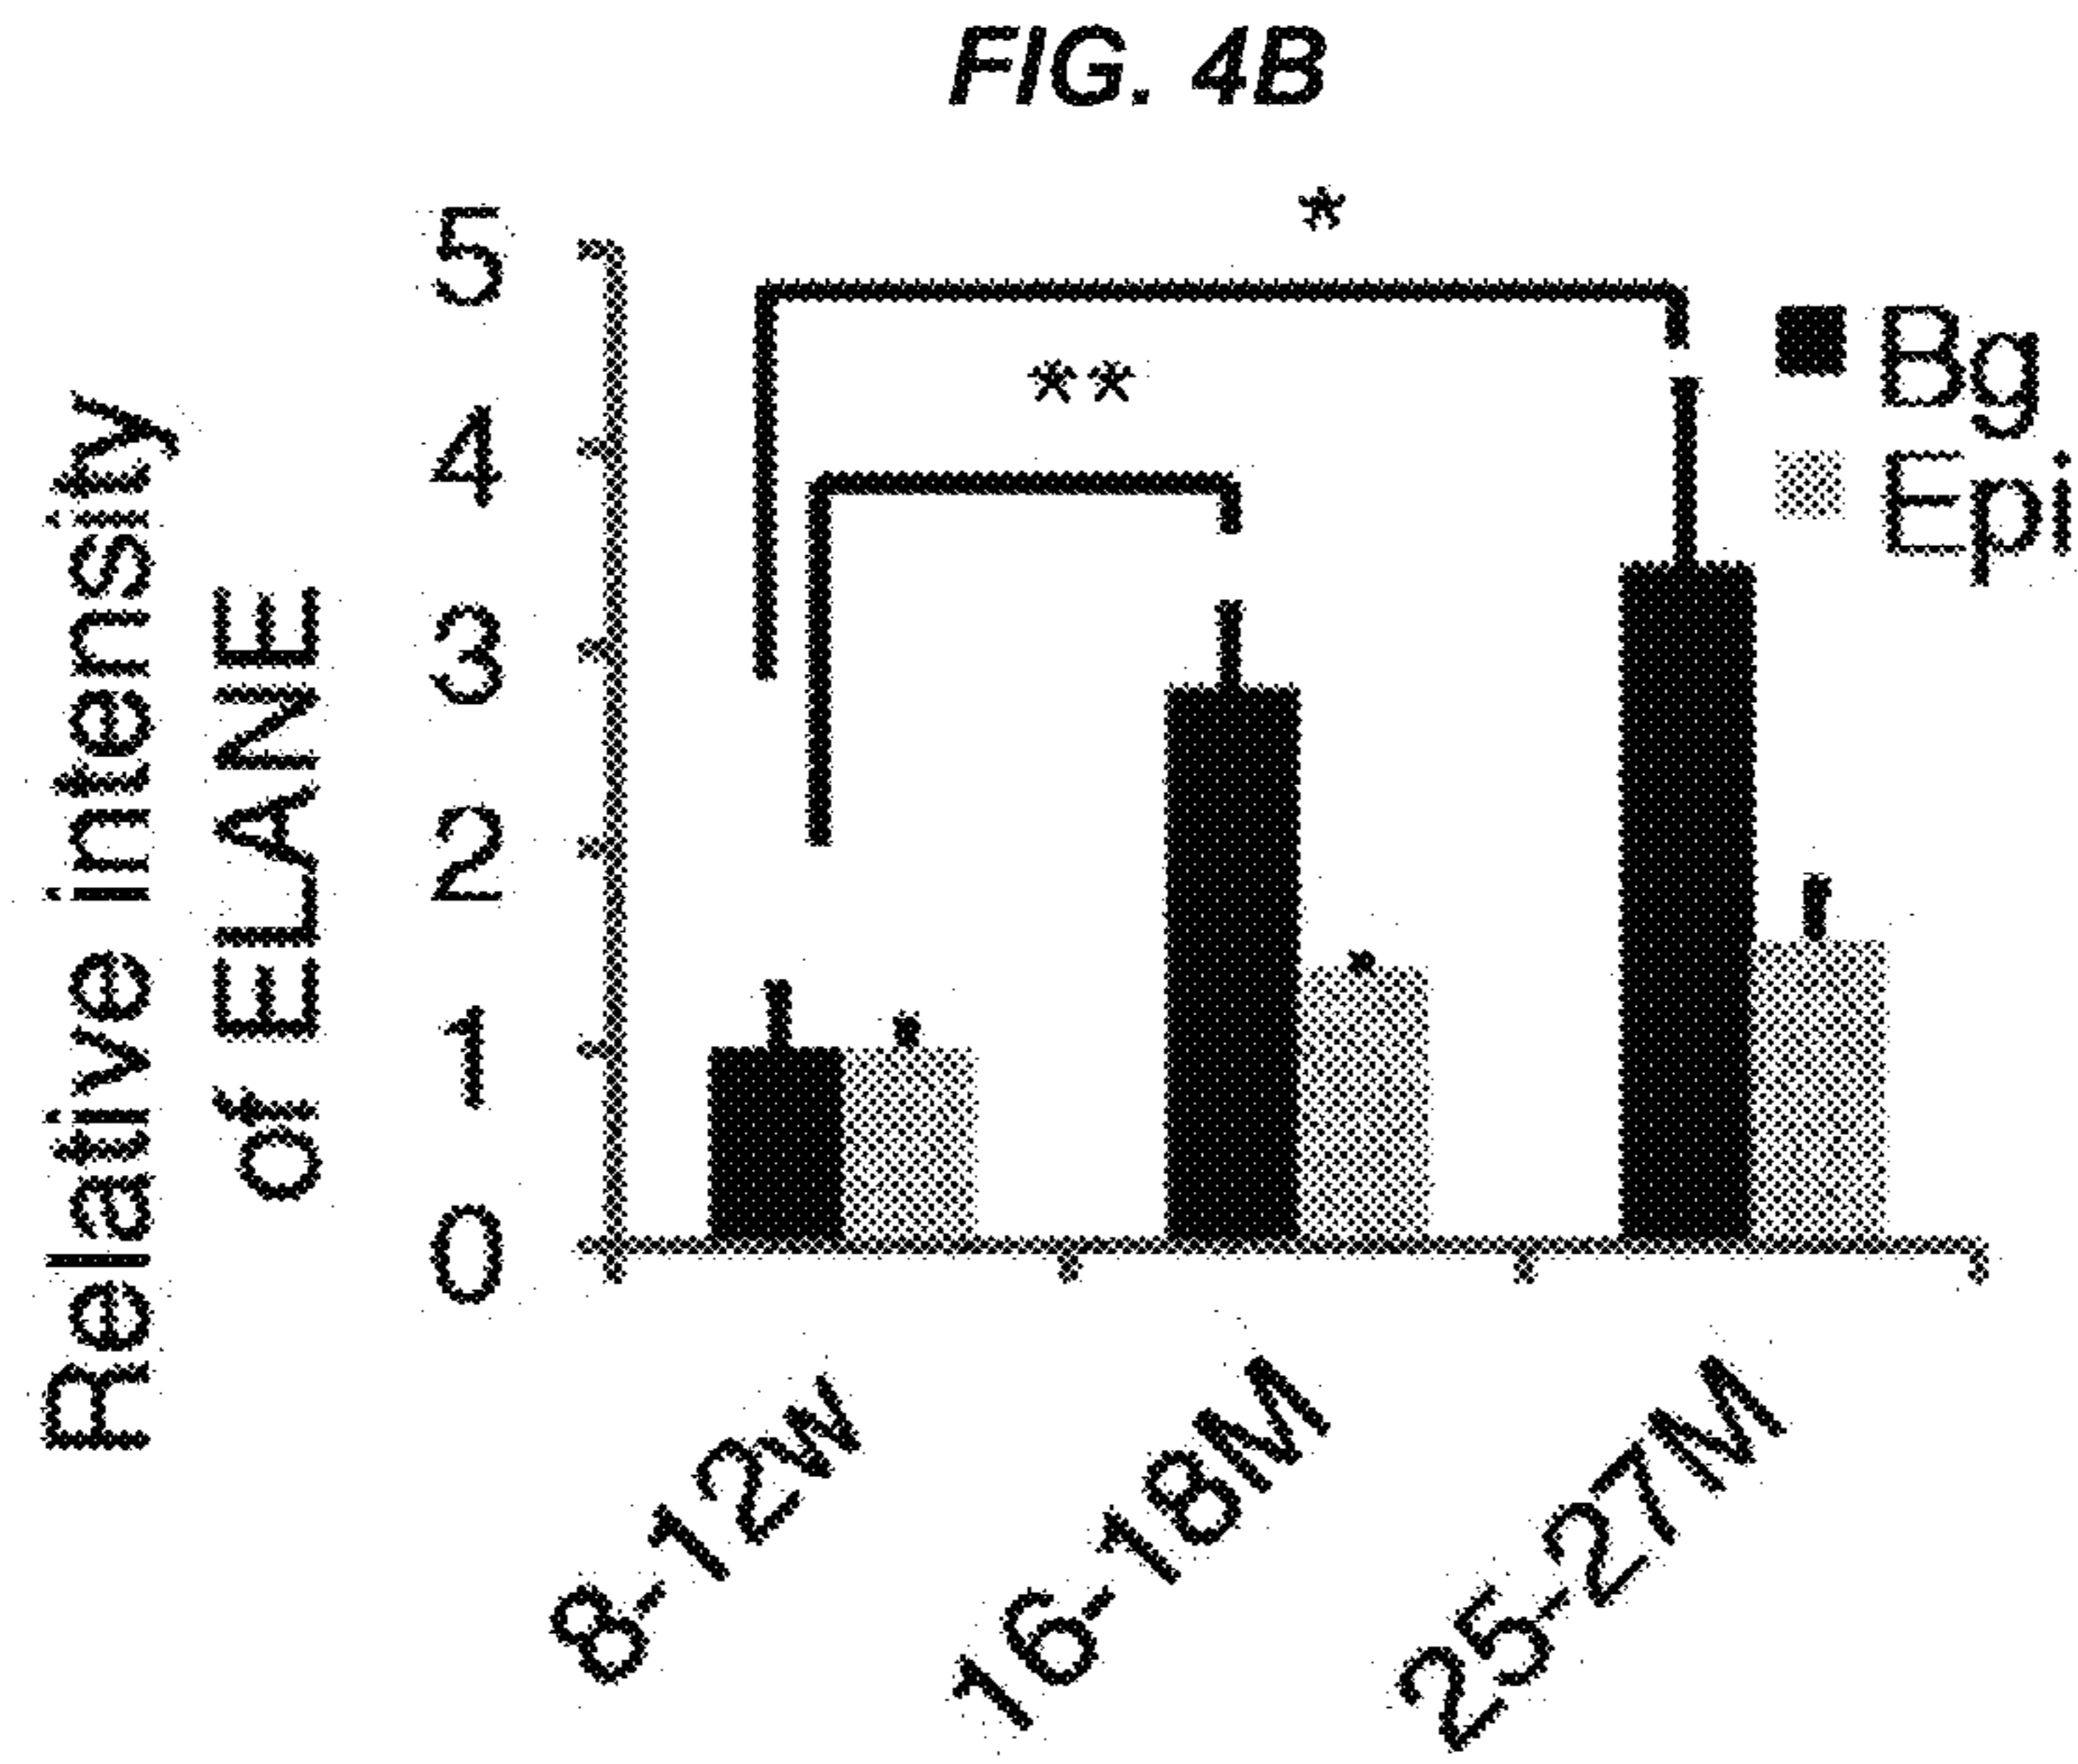 FIG. 4B
Relative intensity
of ELANE
5
4
3
2
1
0
*
**
Bg
Epi
8-12w
16-18M
25-27M